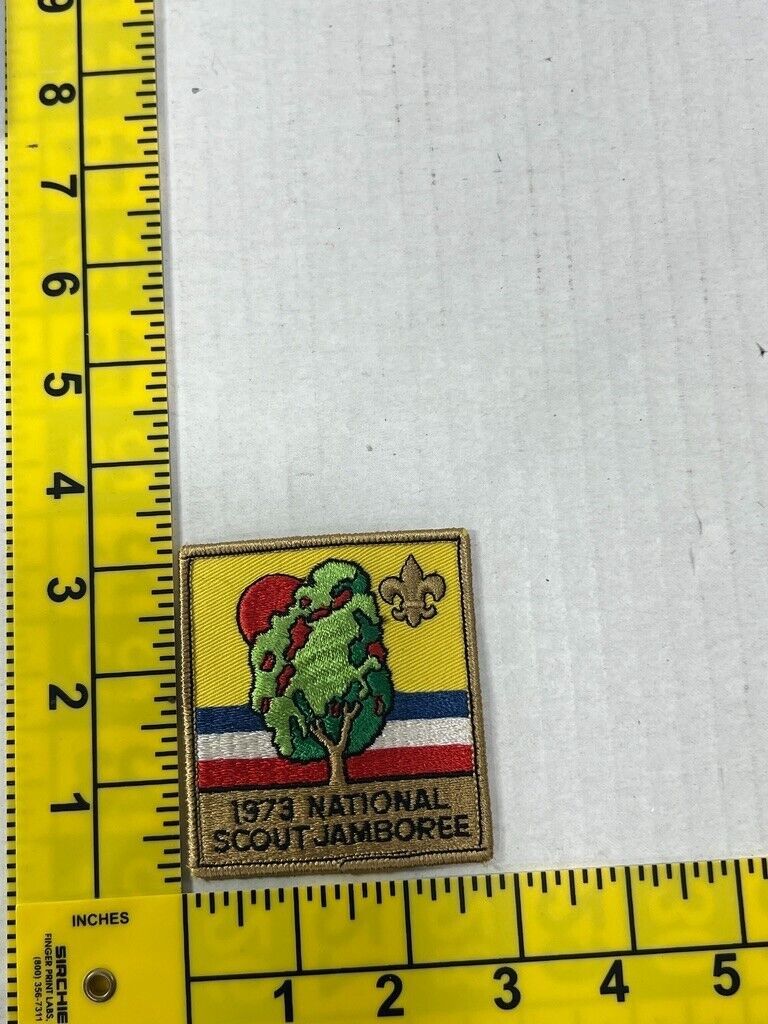 9
8
7
6
5
4
3
2
1
1973 NATIONAL
SCOUT JAMBOREE
INCHES
SIRCHIE
FINGER PRINT LABS,
(800) 356-7311
1 2 3 4 5